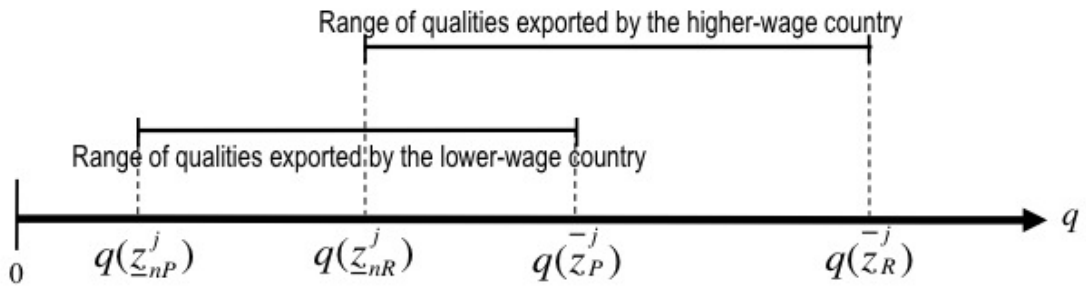 Range of qualities exported by the higher-wage country
Range of qualities exported by the lower-wage country
q
0
q(z̲ʲₙP)
q(z̲ʲₙR)
q(z̄ʲP)
q(z̄ʲR)